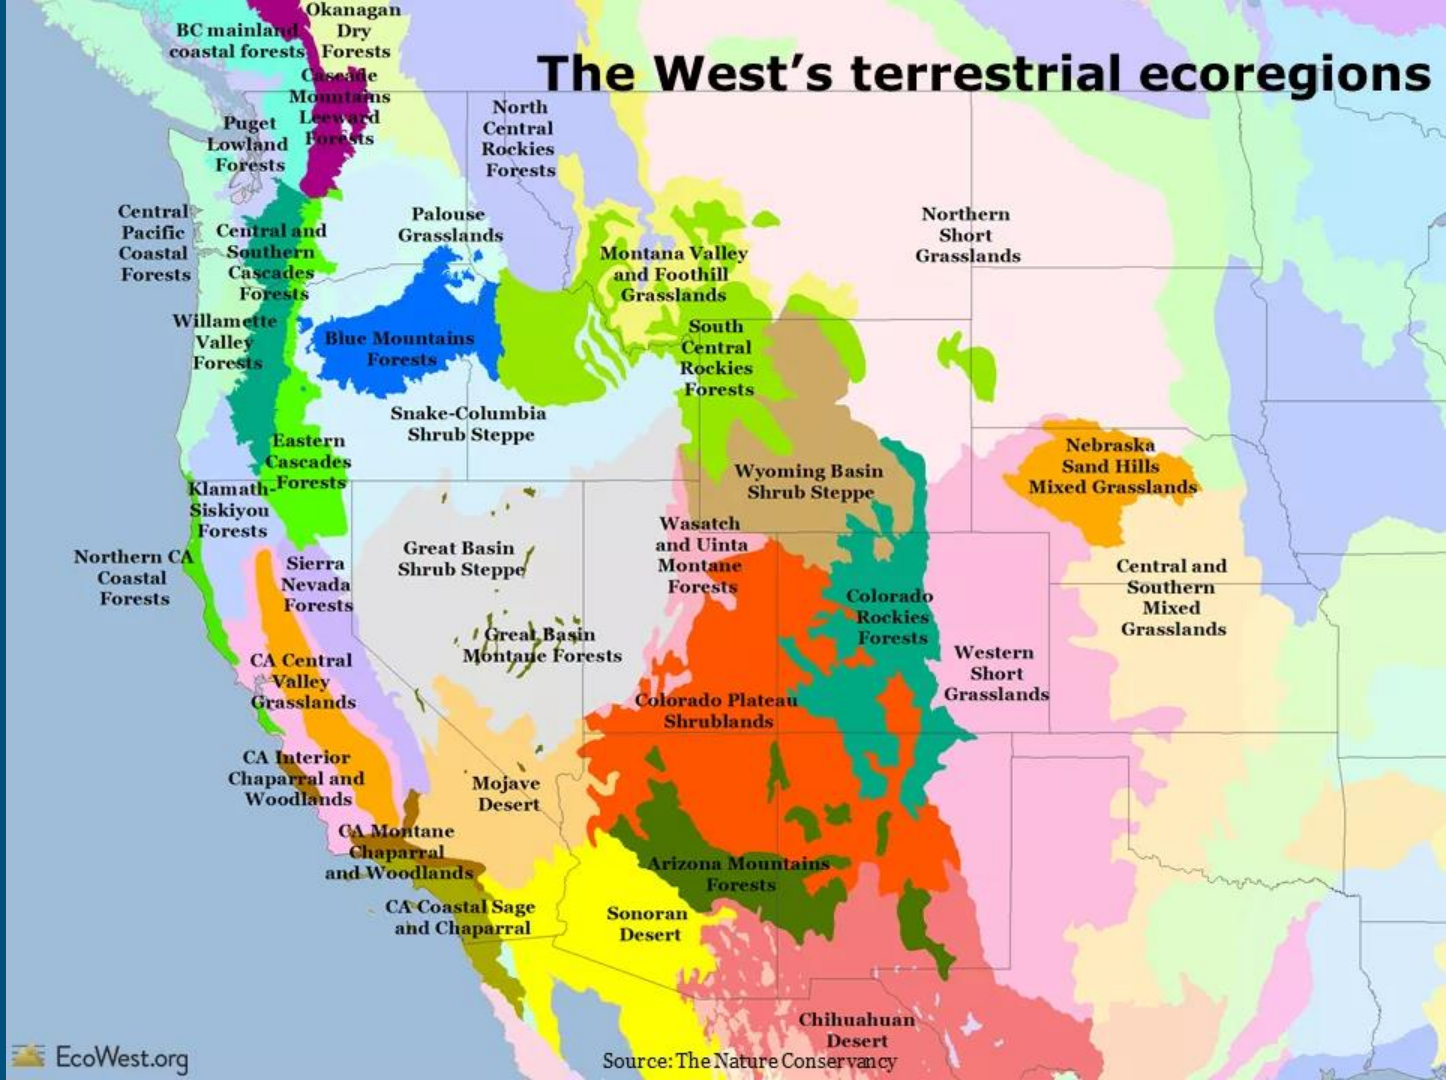 The West’s terrestrial ecoregions
BC mainland
coastal forests
Okanagan
Dry
Forests
Cascade
Mountains
Leeward
Forests
Puget
Lowland
Forests
North
Central
Rockies
Forests
Central
Pacific
Coastal
Forests
Central and
Southern
Cascades
Forests
Palouse
Grasslands
Montana Valley
and Foothill
Grasslands
Northern
Short
Grasslands
Willamette
Valley
Forests
Blue Mountains
Forests
South
Central
Rockies
Forests
Snake-Columbia
Shrub Steppe
Eastern
Cascades
Forests
Klamath-
Siskiyou
Forests
Wyoming Basin
Shrub Steppe
Nebraska
Sand Hills
Mixed Grasslands
Northern CA
Coastal
Forests
Sierra
Nevada
Forests
Great Basin
Shrub Steppe
Wasatch
and Uinta
Montane
Forests
Colorado
Rockies
Forests
Central and
Southern
Mixed
Grasslands
Great Basin
Montane Forests
CA Central
Valley
Grasslands
Western
Short
Grasslands
Colorado Plateau
Shrublands
CA Interior
Chaparral and
Woodlands
Mojave
Desert
CA Montane
Chaparral
and Woodlands
Arizona Mountains
Forests
CA Coastal Sage
and Chaparral
Sonoran
Desert
Chihuahuan
Desert
EcoWest.org
Source: The Nature Conservancy